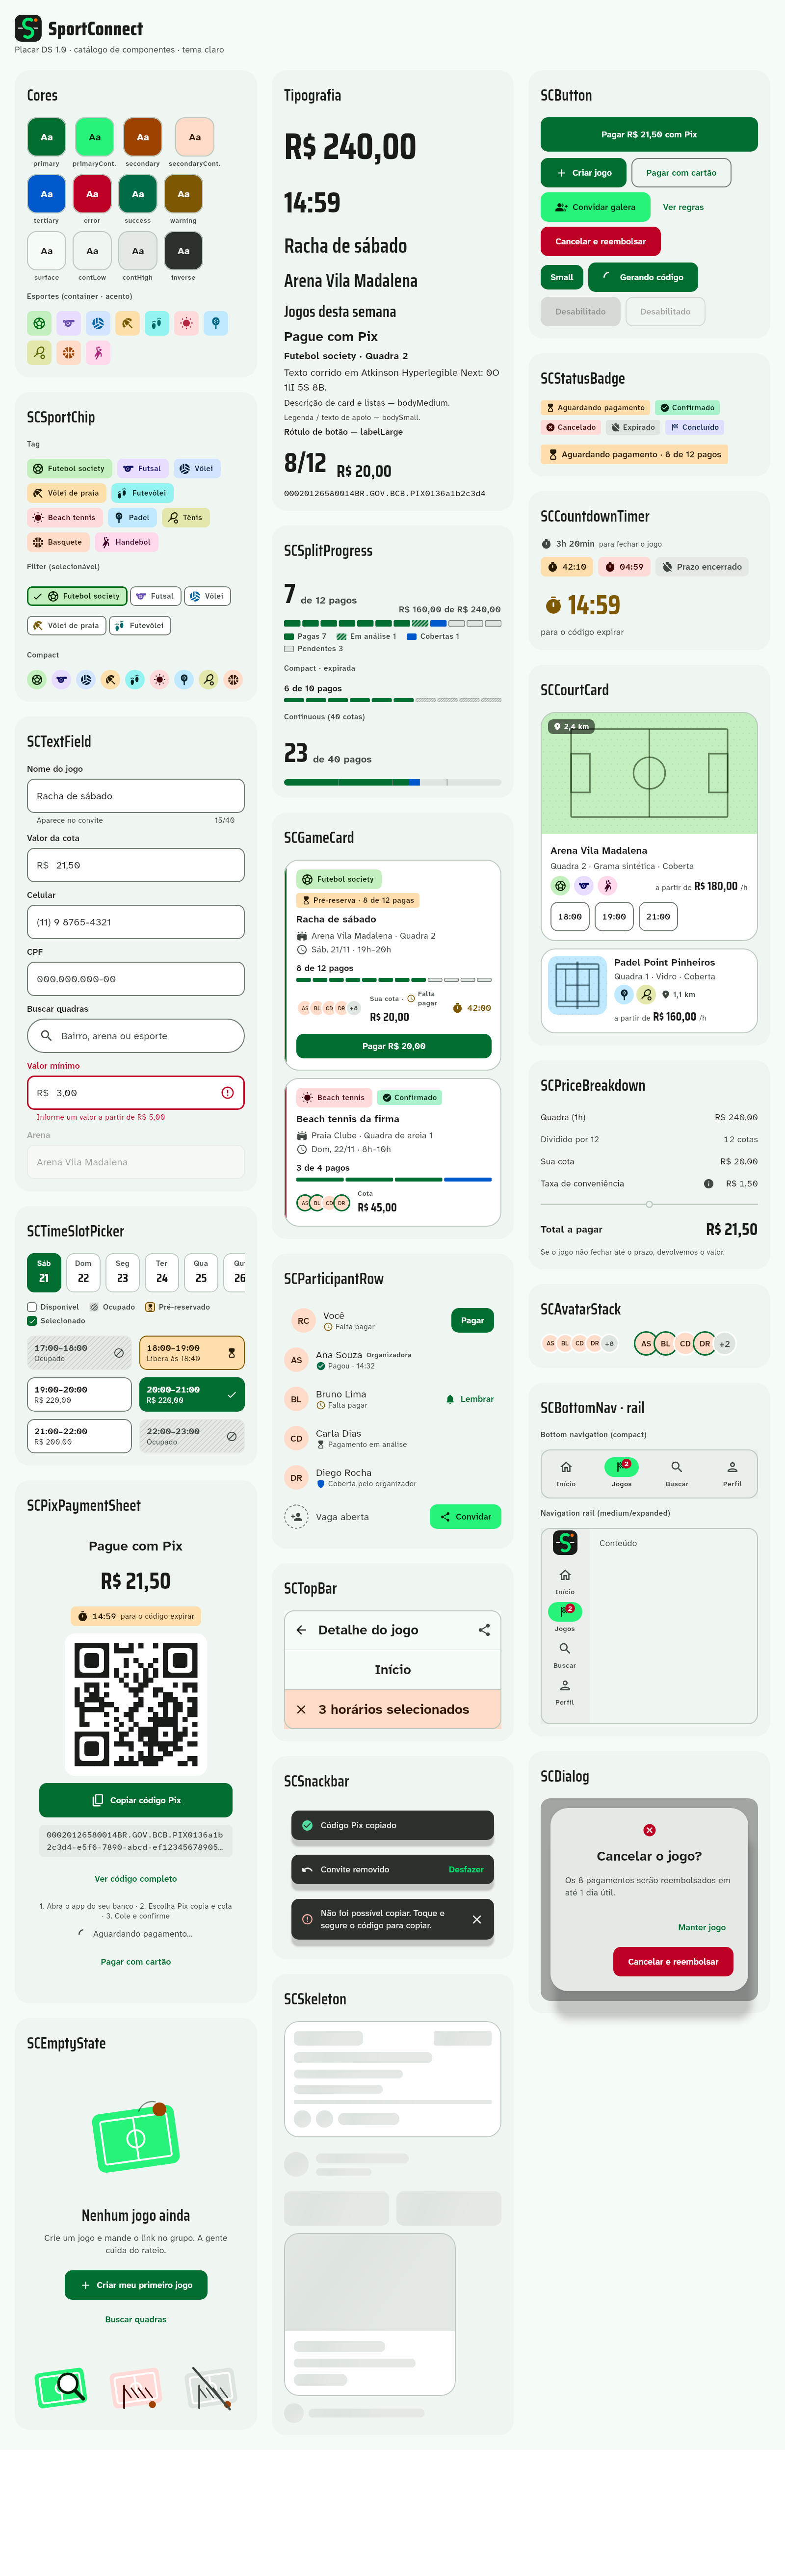 SportConnect
Placar DS 1.0 · catálogo de componentes · tema claro
Cores
Aa Aa Aa Aa
primary primaryCont. secondary secondaryCont.
Aa Aa Aa Aa
tertiary error success warning
Aa Aa Aa Aa
surface contLow contHigh inverse
Esportes (container · acento)
SCSportChip
Tag
Futebol society Futsal Vôlei
Vôlei de praia Futevôlei
Beach tennis Padel Tênis
Basquete Handebol
Filter (selecionável)
Futebol society Futsal Vôlei
Vôlei de praia Futevôlei
Compact
SCTextField
Nome do jogo
Racha de sábado
Aparece no convite 15/40
Valor da cota
R$ 21,50
Celular
(11) 9 8765-4321
CPF
000.000.000-00
Buscar quadras
Bairro, arena ou esporte
Valor mínimo
R$ 3,00
Informe um valor a partir de R$ 5,00
Arena
Arena Vila Madalena
SCTimeSlotPicker
Sáb Dom Seg Ter Qua Qu
21 22 23 24 25 26
Disponível Ocupado Pré-reservado
Selecionado
17:00–18:00
Ocupado
18:00–19:00
Libera às 18:40
19:00–20:00
R$ 220,00
20:00–21:00
R$ 220,00
21:00–22:00
R$ 200,00
22:00–23:00
Ocupado
SCPixPaymentSheet
Pague com Pix
R$ 21,50
14:59 para o código expirar
Copiar código Pix
00020126580014BR.GOV.BCB.PIX0136a1b
2c3d4-e5f6-7890-abcd-ef12345678905…
Ver código completo
1. Abra o app do seu banco · 2. Escolha Pix copia e cola
· 3. Cole e confirme
Aguardando pagamento…
Pagar com cartão
SCEmptyState
Nenhum jogo ainda
Crie um jogo e mande o link no grupo. A gente
cuida do rateio.
Criar meu primeiro jogo
Buscar quadras
Tipografia
R$ 240,00
14:59
Racha de sábado
Arena Vila Madalena
Jogos desta semana
Pague com Pix
Futebol society · Quadra 2
Texto corrido em Atkinson Hyperlegible Next: 0O
1lI 5S 8B.
Descrição de card e listas — bodyMedium.
Legenda / texto de apoio — bodySmall.
Rótulo de botão — labelLarge
8/12 R$ 20,00
00020126580014BR.GOV.BCB.PIX0136a1b2c3d4
SCSplitProgress
7 de 12 pagos
R$ 160,00 de R$ 240,00
Pagas 7 Em análise 1 Cobertas 1
Pendentes 3
Compact · expirada
6 de 10 pagos
Continuous (40 cotas)
23 de 40 pagos
SCGameCard
Futebol society
Pré-reserva · 8 de 12 pagas
Racha de sábado
Arena Vila Madalena · Quadra 2
Sáb, 21/11 · 19h–20h
8 de 12 pagos
AS BL CD DR +8
Sua cota · Falta pagar
R$ 20,00
42:00
Pagar R$ 20,00
Beach tennis Confirmado
Beach tennis da firma
Praia Clube · Quadra de areia 1
Dom, 22/11 · 8h–10h
3 de 4 pagos
AS BL CD DR
Cota
R$ 45,00
SCParticipantRow
RC Você
Falta pagar
Pagar
AS Ana Souza Organizadora
Pagou · 14:32
BL Bruno Lima
Falta pagar
Lembrar
CD Carla Dias
Pagamento em análise
DR Diego Rocha
Coberta pelo organizador
Vaga aberta Convidar
SCTopBar
Detalhe do jogo
Início
3 horários selecionados
SCSnackbar
Código Pix copiado
Convite removido Desfazer
Não foi possível copiar. Toque e
segure o código para copiar.
SCSkeleton
SCButton
Pagar R$ 21,50 com Pix
Criar jogo Pagar com cartão
Convidar galera Ver regras
Cancelar e reembolsar
Small Gerando código
Desabilitado Desabilitado
SCStatusBadge
Aguardando pagamento Confirmado
Cancelado Expirado Concluído
Aguardando pagamento · 8 de 12 pagos
SCCountdownTimer
3h 20min para fechar o jogo
42:10 04:59 Prazo encerrado
14:59
para o código expirar
SCCourtCard
2,4 km
Arena Vila Madalena
Quadra 2 · Grama sintética · Coberta
a partir de R$ 180,00 /h
18:00 19:00 21:00
Padel Point Pinheiros
Quadra 1 · Vidro · Coberta
1,1 km
a partir de R$ 160,00 /h
SCPriceBreakdown
Quadra (1h) R$ 240,00
Dividido por 12 12 cotas
Sua cota R$ 20,00
Taxa de conveniência R$ 1,50
Total a pagar R$ 21,50
Se o jogo não fechar até o prazo, devolvemos o valor.
SCAvatarStack
AS BL CD DR +8 AS BL CD DR +2
SCBottomNav · rail
Bottom navigation (compact)
2
Início Jogos Buscar Perfil
Navigation rail (medium/expanded)
Conteúdo
Início
2
Jogos
Buscar
Perfil
SCDialog
Cancelar o jogo?
Os 8 pagamentos serão reembolsados em
até 1 dia útil.
Manter jogo
Cancelar e reembolsar